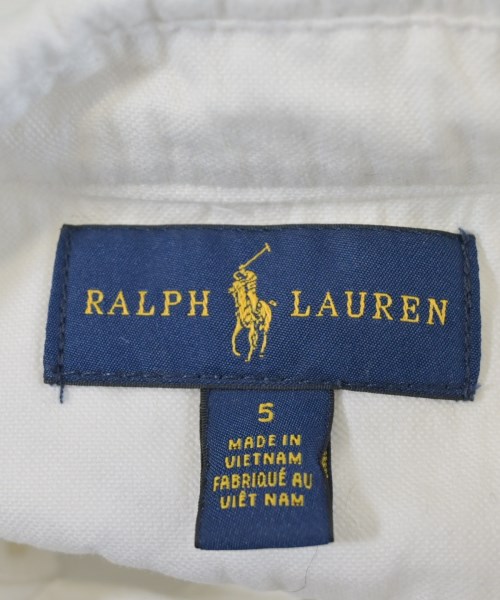 RALPH LAUREN
5
MADE IN
VIETNAM
FABRIQUÉ AU
VIÊT NAM